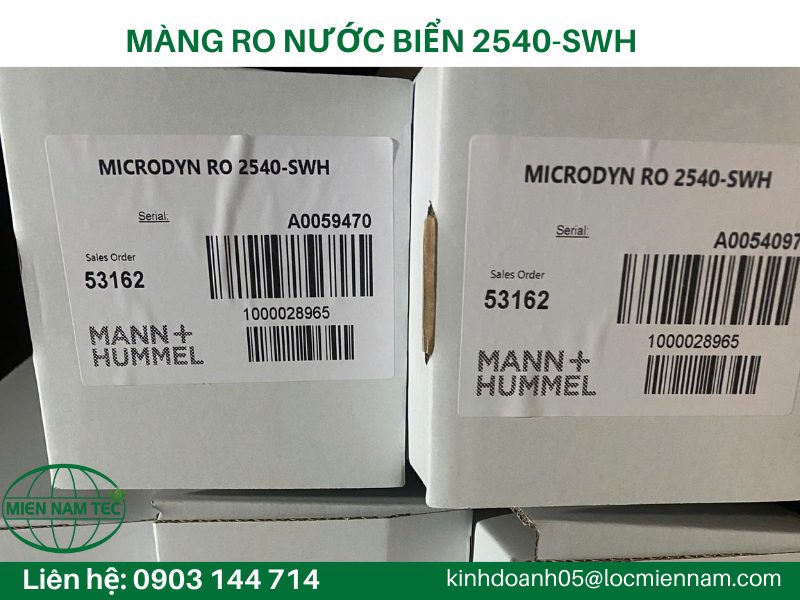 MÀNG RO NƯỚC BIỂN 2540-SWH
MICRODYN RO 2540-SWH
Serial:
A0059470
Sales Order
53162
1000028965
MANN+
HUMMEL
MICRODYN RO 2540-SWH
Serial:
A0054097
Sales Order
53162
1000028965
MANN+
HUMMEL
MIEN NAM TEC
Liên hệ: 0903 144 714
kinhdoanh05@locmiennam.com